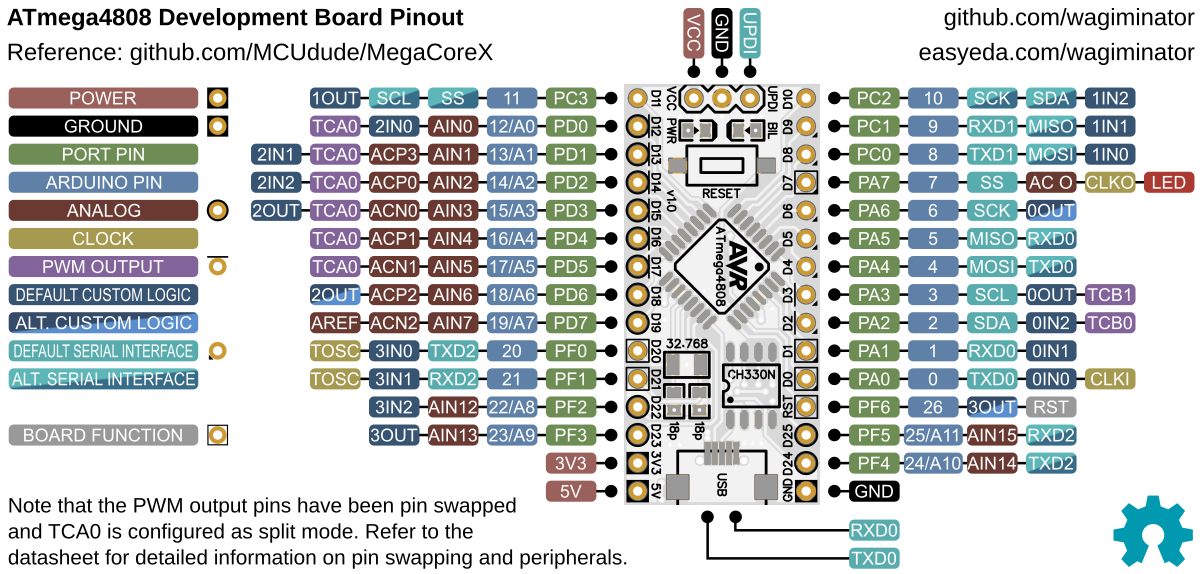 ATmega4808 Development Board Pinout
github.com/wagiminator
Reference: github.com/MCUdude/MegaCoreX
easyeda.com/wagiminator
VCC GND UPDI
POWER
GROUND
PORT PIN
ARDUINO PIN
ANALOG
CLOCK
PWM OUTPUT
DEFAULT CUSTOM LOGIC
ALT. CUSTOM LOGIC
DEFAULT SERIAL INTERFACE
ALT. SERIAL INTERFACE
BOARD FUNCTION
1OUT SCL SS 11 PC3
TCA0 2IN0 AIN0 12/A0 PD0
2IN1 TCA0 ACP3 AIN1 13/A1 PD1
2IN2 TCA0 ACP0 AIN2 14/A2 PD2
2OUT TCA0 ACN0 AIN3 15/A3 PD3
TCA0 ACP1 AIN4 16/A4 PD4
TCA0 ACN1 AIN5 17/A5 PD5
2OUT ACP2 AIN6 18/A6 PD6
AREF ACN2 AIN7 19/A7 PD7
TOSC 3IN0 TXD2 20 PF0
TOSC 3IN1 RXD2 21 PF1
3IN2 AIN12 22/A8 PF2
3OUT AIN13 23/A9 PF3
3V3
5V
D11
D12
D13
D14
D15
D16
D17
D18
D19
D20
D21
D22
D23
3V3
5V
VCC
UPDI
PWR
BII
RESET
v1.0
AVR
ATmega4808
32.768
CH330N
18p
18p
USB
D10
D9
D8
D7
D6
D5
D4
D3
D2
D1
D0
RST
D25
D24
GND
PC2 10 SCK SDA 1IN2
PC1 9 RXD1 MISO 1IN1
PC0 8 TXD1 MOSI 1IN0
PA7 7 SS AC O CLKO LED
PA6 6 SCK 0OUT
PA5 5 MISO RXD0
PA4 4 MOSI TXD0
PA3 3 SCL 0OUT TCB1
PA2 2 SDA 0IN2 TCB0
PA1 1 RXD0 0IN1
PA0 0 TXD0 0IN0 CLKI
PF6 26 3OUT RST
PF5 25/A11 AIN15 RXD2
PF4 24/A10 AIN14 TXD2
GND
RXD0
TXD0
Note that the PWM output pins have been pin swapped
and TCA0 is configured as split mode. Refer to the
datasheet for detailed information on pin swapping and peripherals.